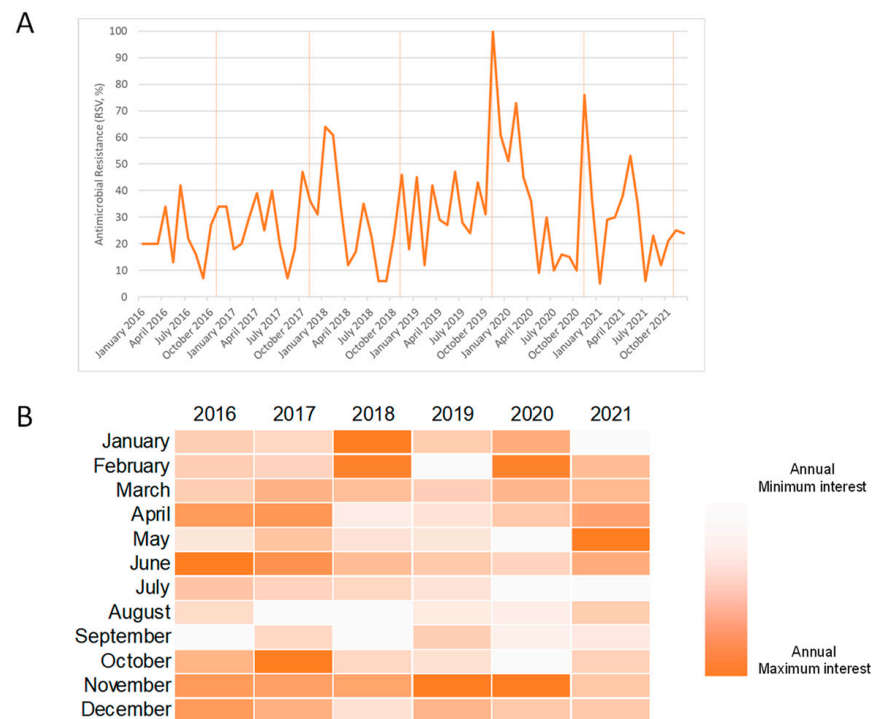 A
Antimicrobial Resistance (RSV, %)
100
90
80
70
60
50
40
30
20
10
0
January 2016
April 2016
July 2016
October 2016
January 2017
April 2017
July 2017
October 2017
January 2018
April 2018
July 2018
October 2018
January 2019
April 2019
July 2019
October 2019
January 2020
April 2020
July 2020
October 2020
January 2021
April 2021
July 2021
October 2021
B
2016 2017 2018 2019 2020 2021
January
February
March
April
May
June
July
August
September
October
November
December
Annual
Minimum interest
Annual
Maximum interest